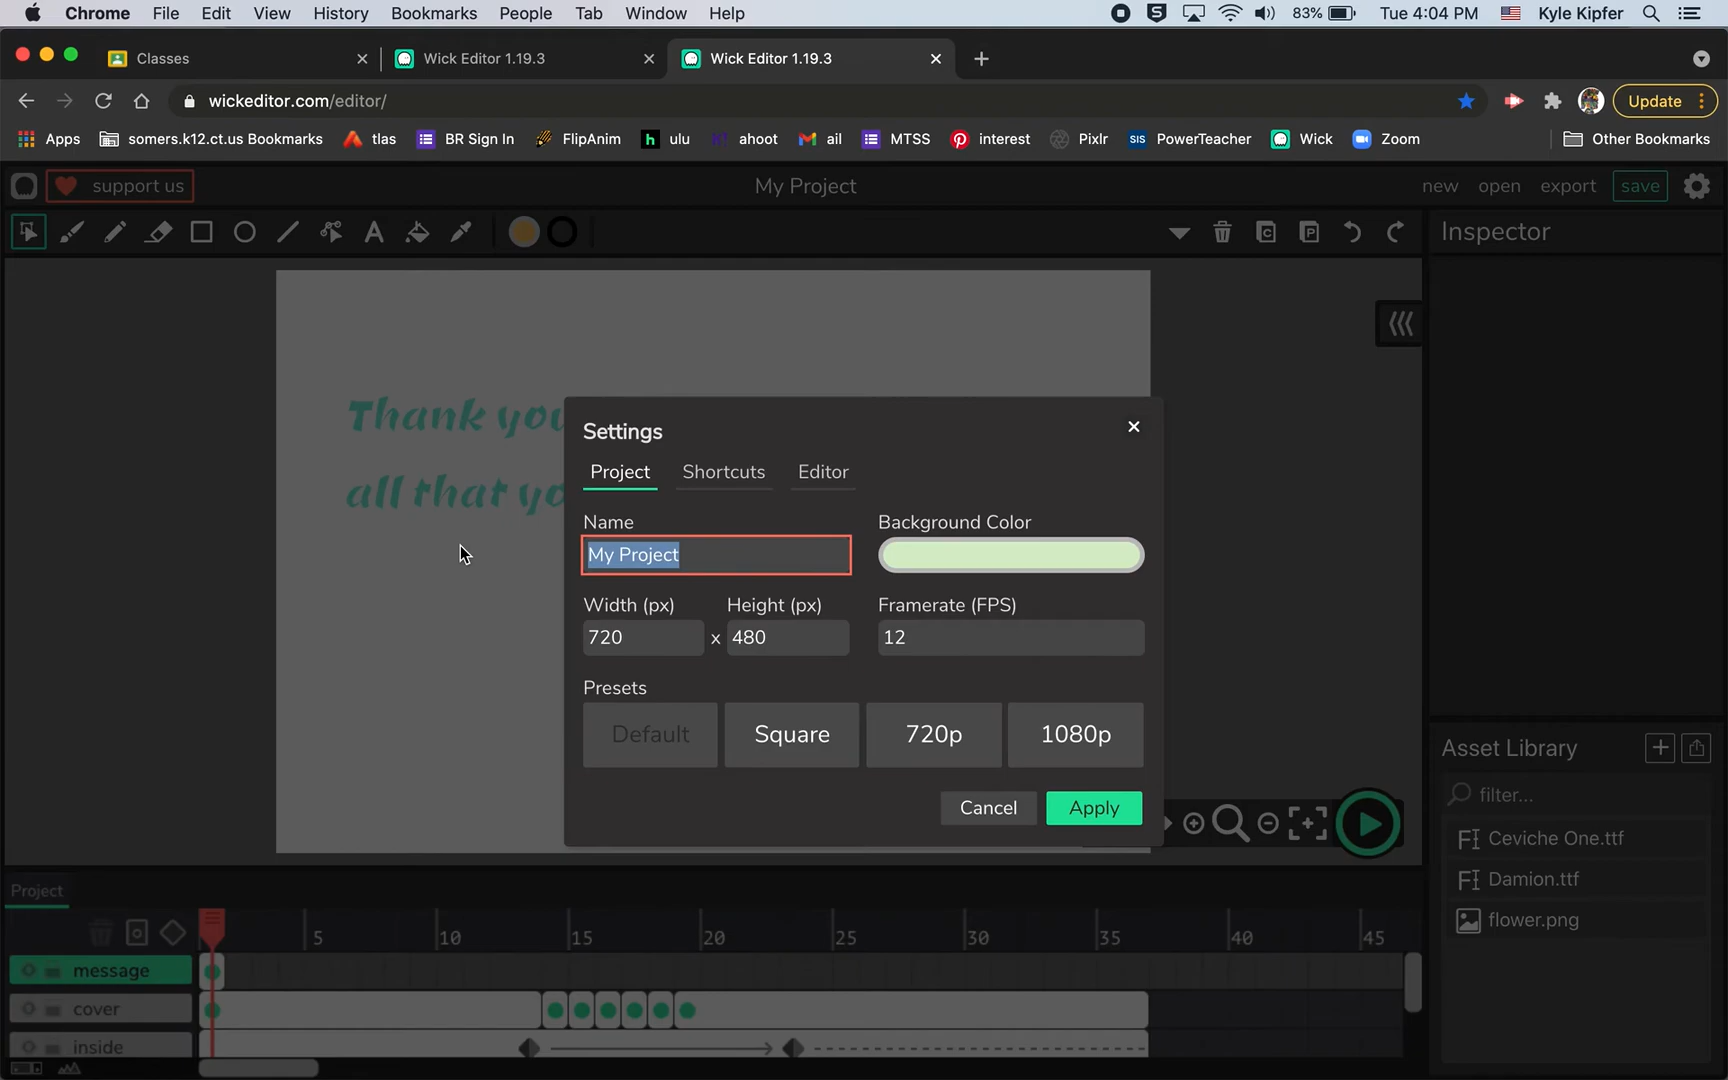 Chrome File Edit View History Bookmarks People Tab Window Help 83% Tue 4:04 PM Kyle Kipfer
Classes Wick Editor 1.19.3 Wick Editor 1.19.3
wickeditor.com/editor/ Update
Apps somers.k12.ct.us Bookmarks tlas BR Sign In FlipAnim h ulu ahoot ail MTSS interest Pixlr SIS PowerTeacher Wick Zoom Other Bookmarks
support us My Project new open export save
Inspector
Thank you
all that yo
Settings
Project Shortcuts Editor
Name Background Color
My Project
Width (px) Height (px) Framerate (FPS)
720 x 480 12
Presets
Default Square 720p 1080p
Cancel Apply
Asset Library
filter...
Ceviche One.ttf
Damion.ttf
flower.png
Project
5 10 15 20 25 30 35 40 45
message
cover
inside